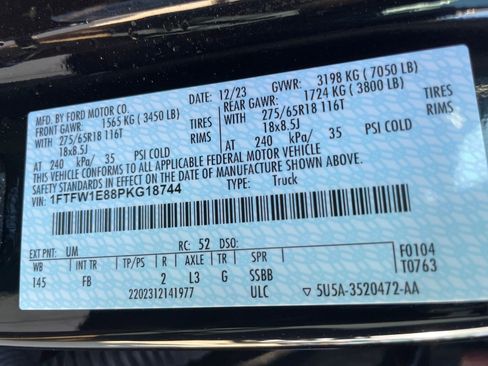 MFD. BY FORD MOTOR CO.
DATE: 12/23 GVWR: 3198 KG ( 7050 LB)
FRONT GAWR: 1565 KG ( 3450 LB) REAR GAWR: 1724 KG ( 3800 LB)
WITH 275/65R18 116T TIRES WITH 275/65R18 116T TIRES
18x8.5J RIMS 18x8.5J RIMS
AT 240 kPa/ 35 PSI COLD AT 240 kPa/ 35 PSI COLD
THIS VEHICLE CONFORMS TO ALL APPLICABLE FEDERAL MOTOR VEHICLE
SAFETY STANDARDS IN EFFECT ON THE DATE OF MANUFACTURE SHOWN ABOVE.
VIN: 1FTFW1E88PKG18744 TYPE: Truck
EXT PNT: UM RC: 52 DSO: F0104
WB INT TR TP/PS R AXLE TR SPR T0763
145 FB 2 L3 G SSBB
2202312141977 ULC 5U5A-3520472-AA